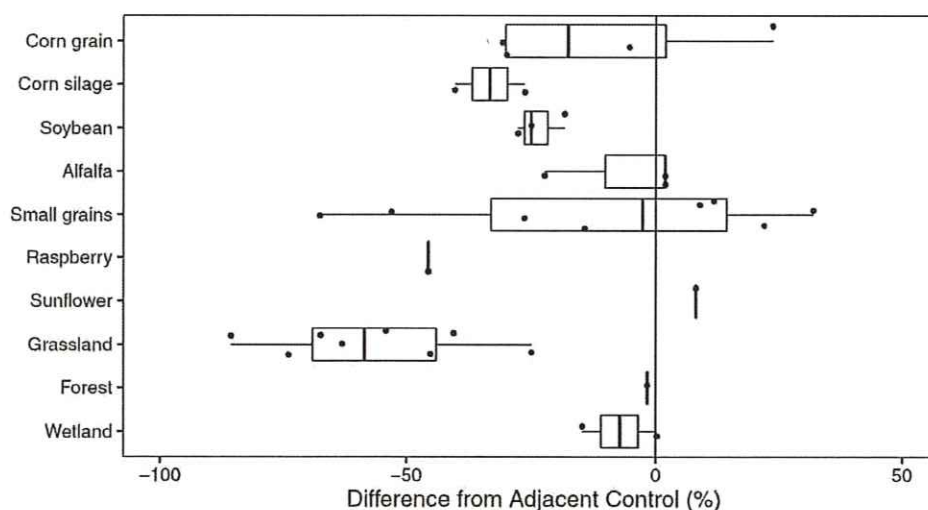 Corn grain
Corn silage
Soybean
Alfalfa
Small grains
Raspberry
Sunflower
Grassland
Forest
Wetland
−100 −50 0 50
Difference from Adjacent Control (%)